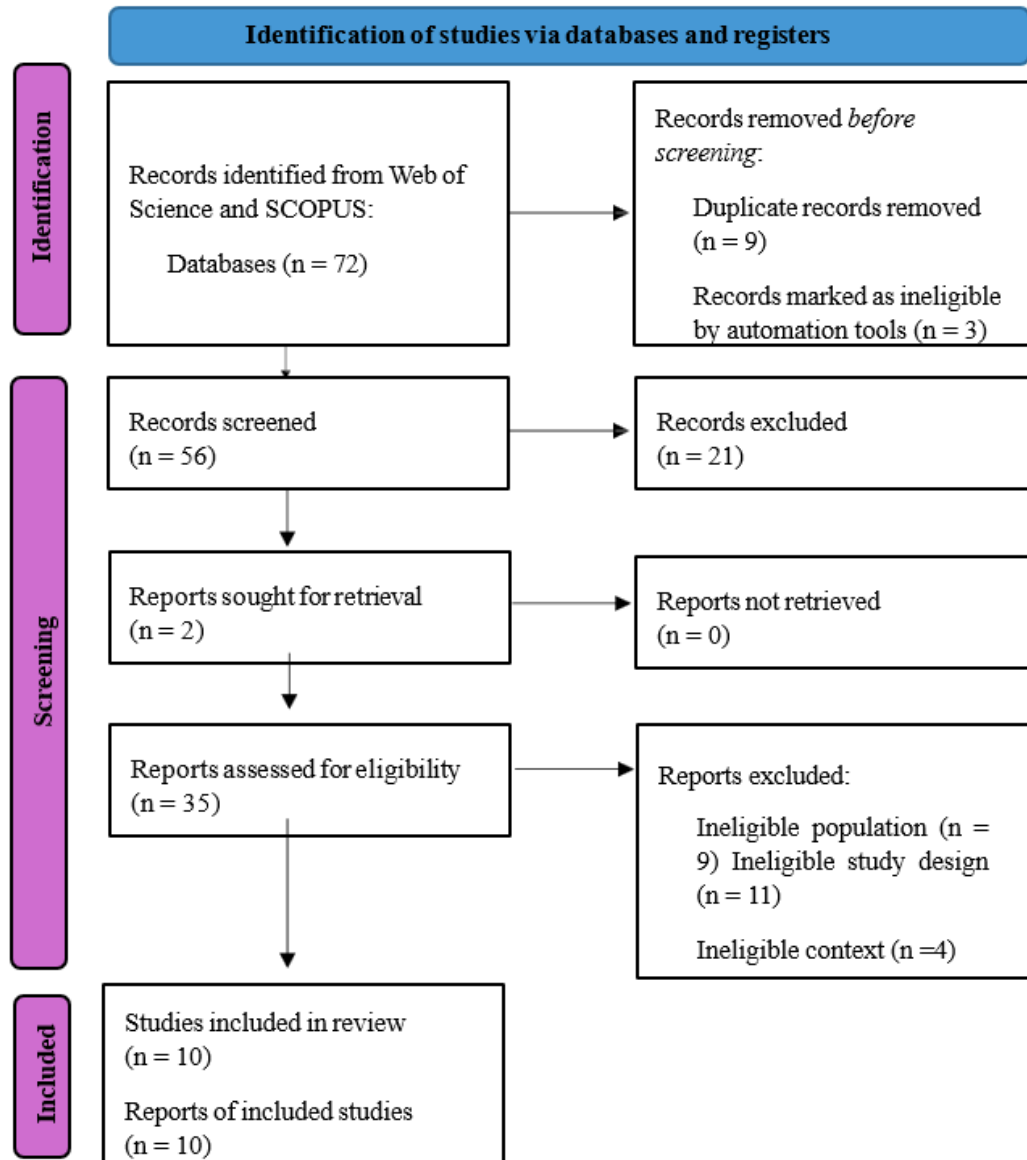 Identification of studies via databases and registers
Identification
Records identified from Web of
Science and SCOPUS:
Databases (n = 72)
Records removed before
screening:
Duplicate records removed
(n = 9)
Records marked as ineligible
by automation tools (n = 3)
Screening
Records screened
(n = 56)
Records excluded
(n = 21)
Reports sought for retrieval
(n = 2)
Reports not retrieved
(n = 0)
Reports assessed for eligibility
(n = 35)
Reports excluded:
Ineligible population (n =
9) Ineligible study design
(n = 11)
Ineligible context (n =4)
Included
Studies included in review
(n = 10)
Reports of included studies
(n = 10)